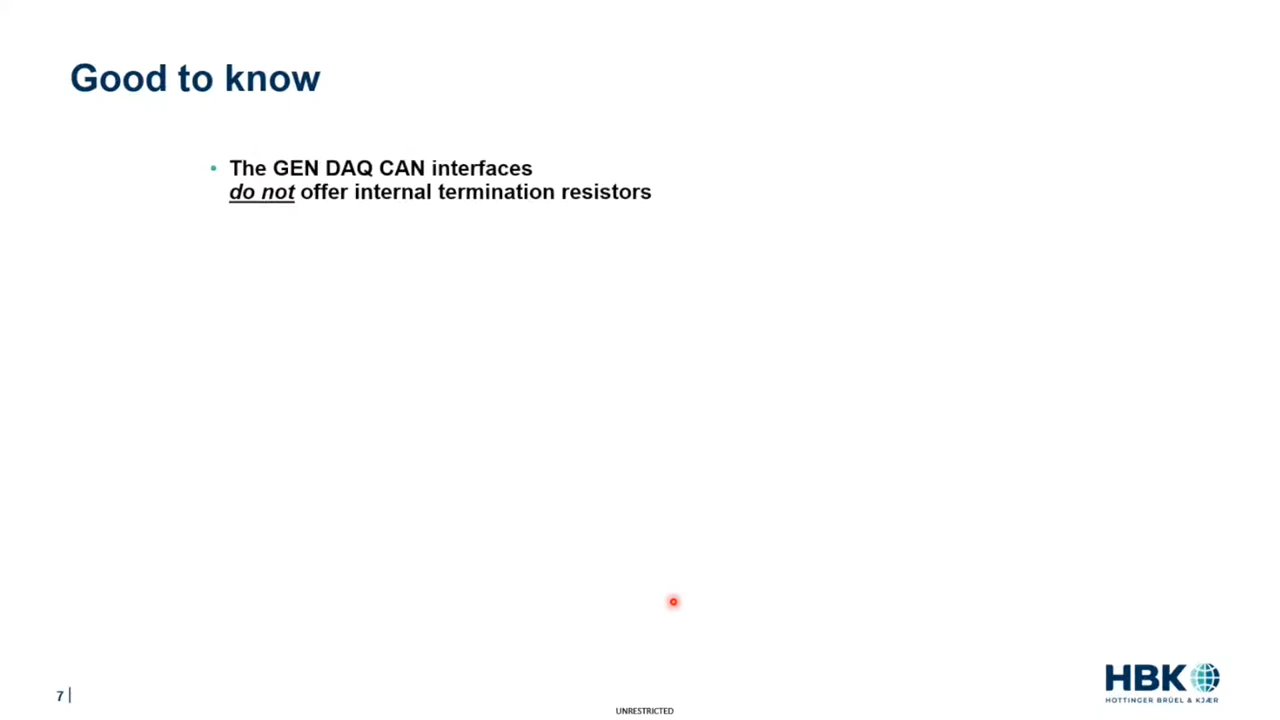 Good to know
• The GEN DAQ CAN interfaces
do not offer internal termination resistors
HBK
HOTTINGER BRÜEL & KJÆR
7 |
UNRESTRICTED